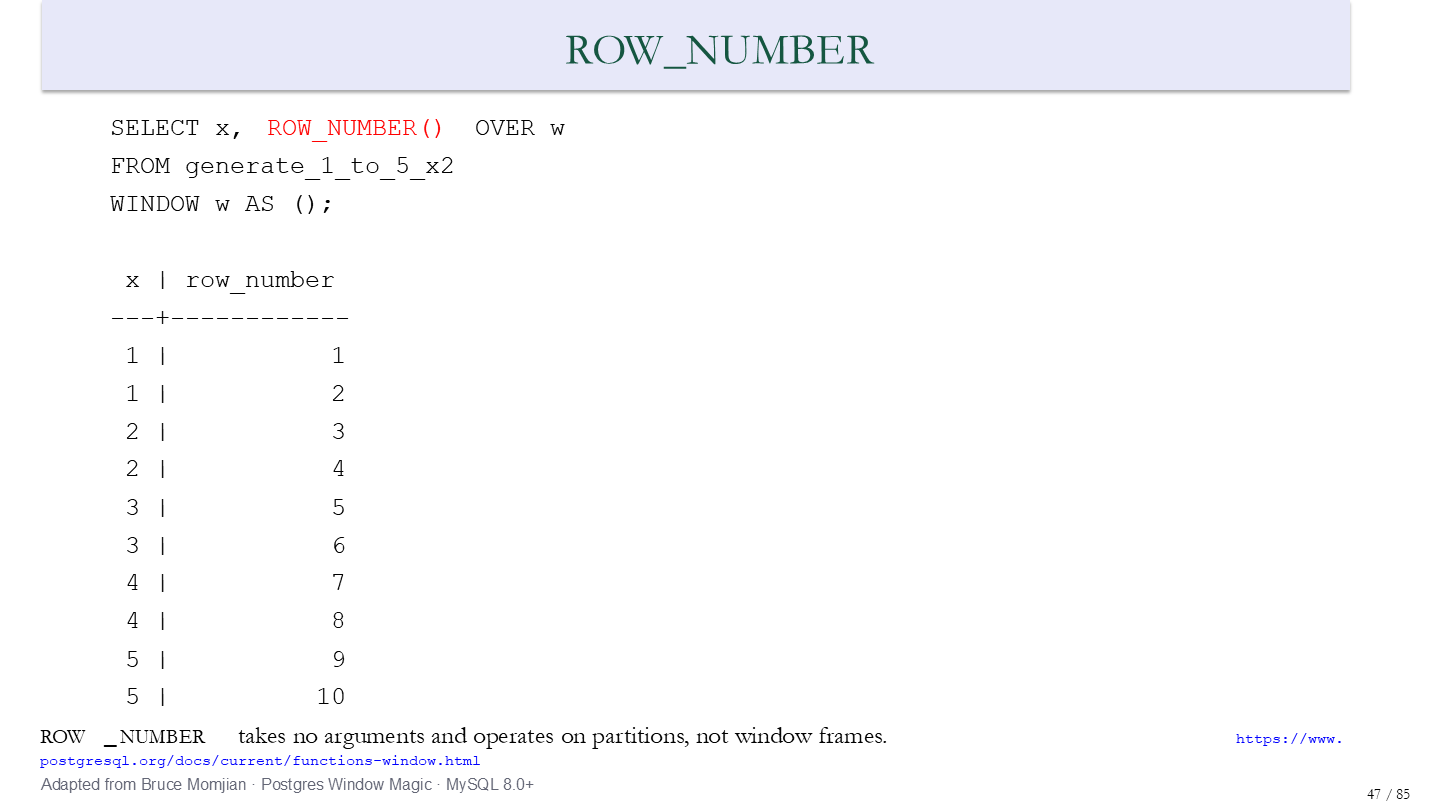 ROW_NUMBER
SELECT x, ROW_NUMBER() OVER w
FROM generate_1_to_5_x2
WINDOW w AS ();
x | row_number
---+------------
1 | 1
1 | 2
2 | 3
2 | 4
3 | 5
3 | 6
4 | 7
4 | 8
5 | 9
5 | 10
ROW _NUMBER takes no arguments and operates on partitions, not window frames. https://www.
postgresql.org/docs/current/functions-window.html
Adapted from Bruce Momjian · Postgres Window Magic · MySQL 8.0+
47 / 85